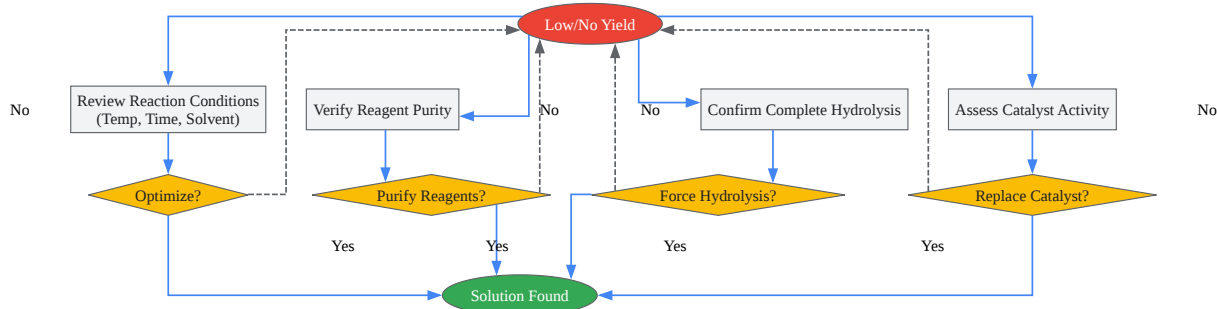 Low/No Yield
Review Reaction Conditions
(Temp, Time, Solvent)
Verify Reagent Purity
Confirm Complete Hydrolysis
Assess Catalyst Activity
No
No
No
No
Optimize?
Purify Reagents?
Force Hydrolysis?
Replace Catalyst?
Yes
Yes
Yes
Yes
Solution Found